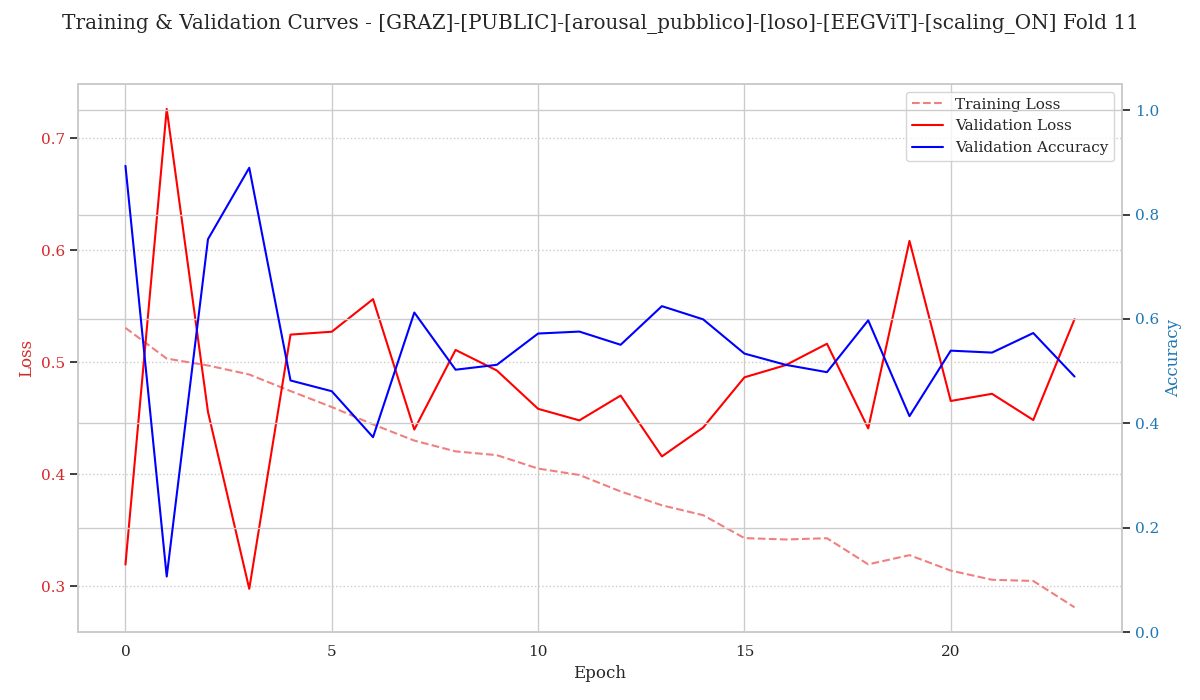 Training & Validation Curves - [GRAZ]-[PUBLIC]-[arousal_pubblico]-[loso]-[EEGViT]-[scaling_ON] Fold 11
Training Loss
Validation Loss
Validation Accuracy
0.7
0.6
0.5
0.4
0.3
Loss
1.0
0.8
0.6
0.4
0.2
0.0
Accuracy
0
5
10
15
20
Epoch